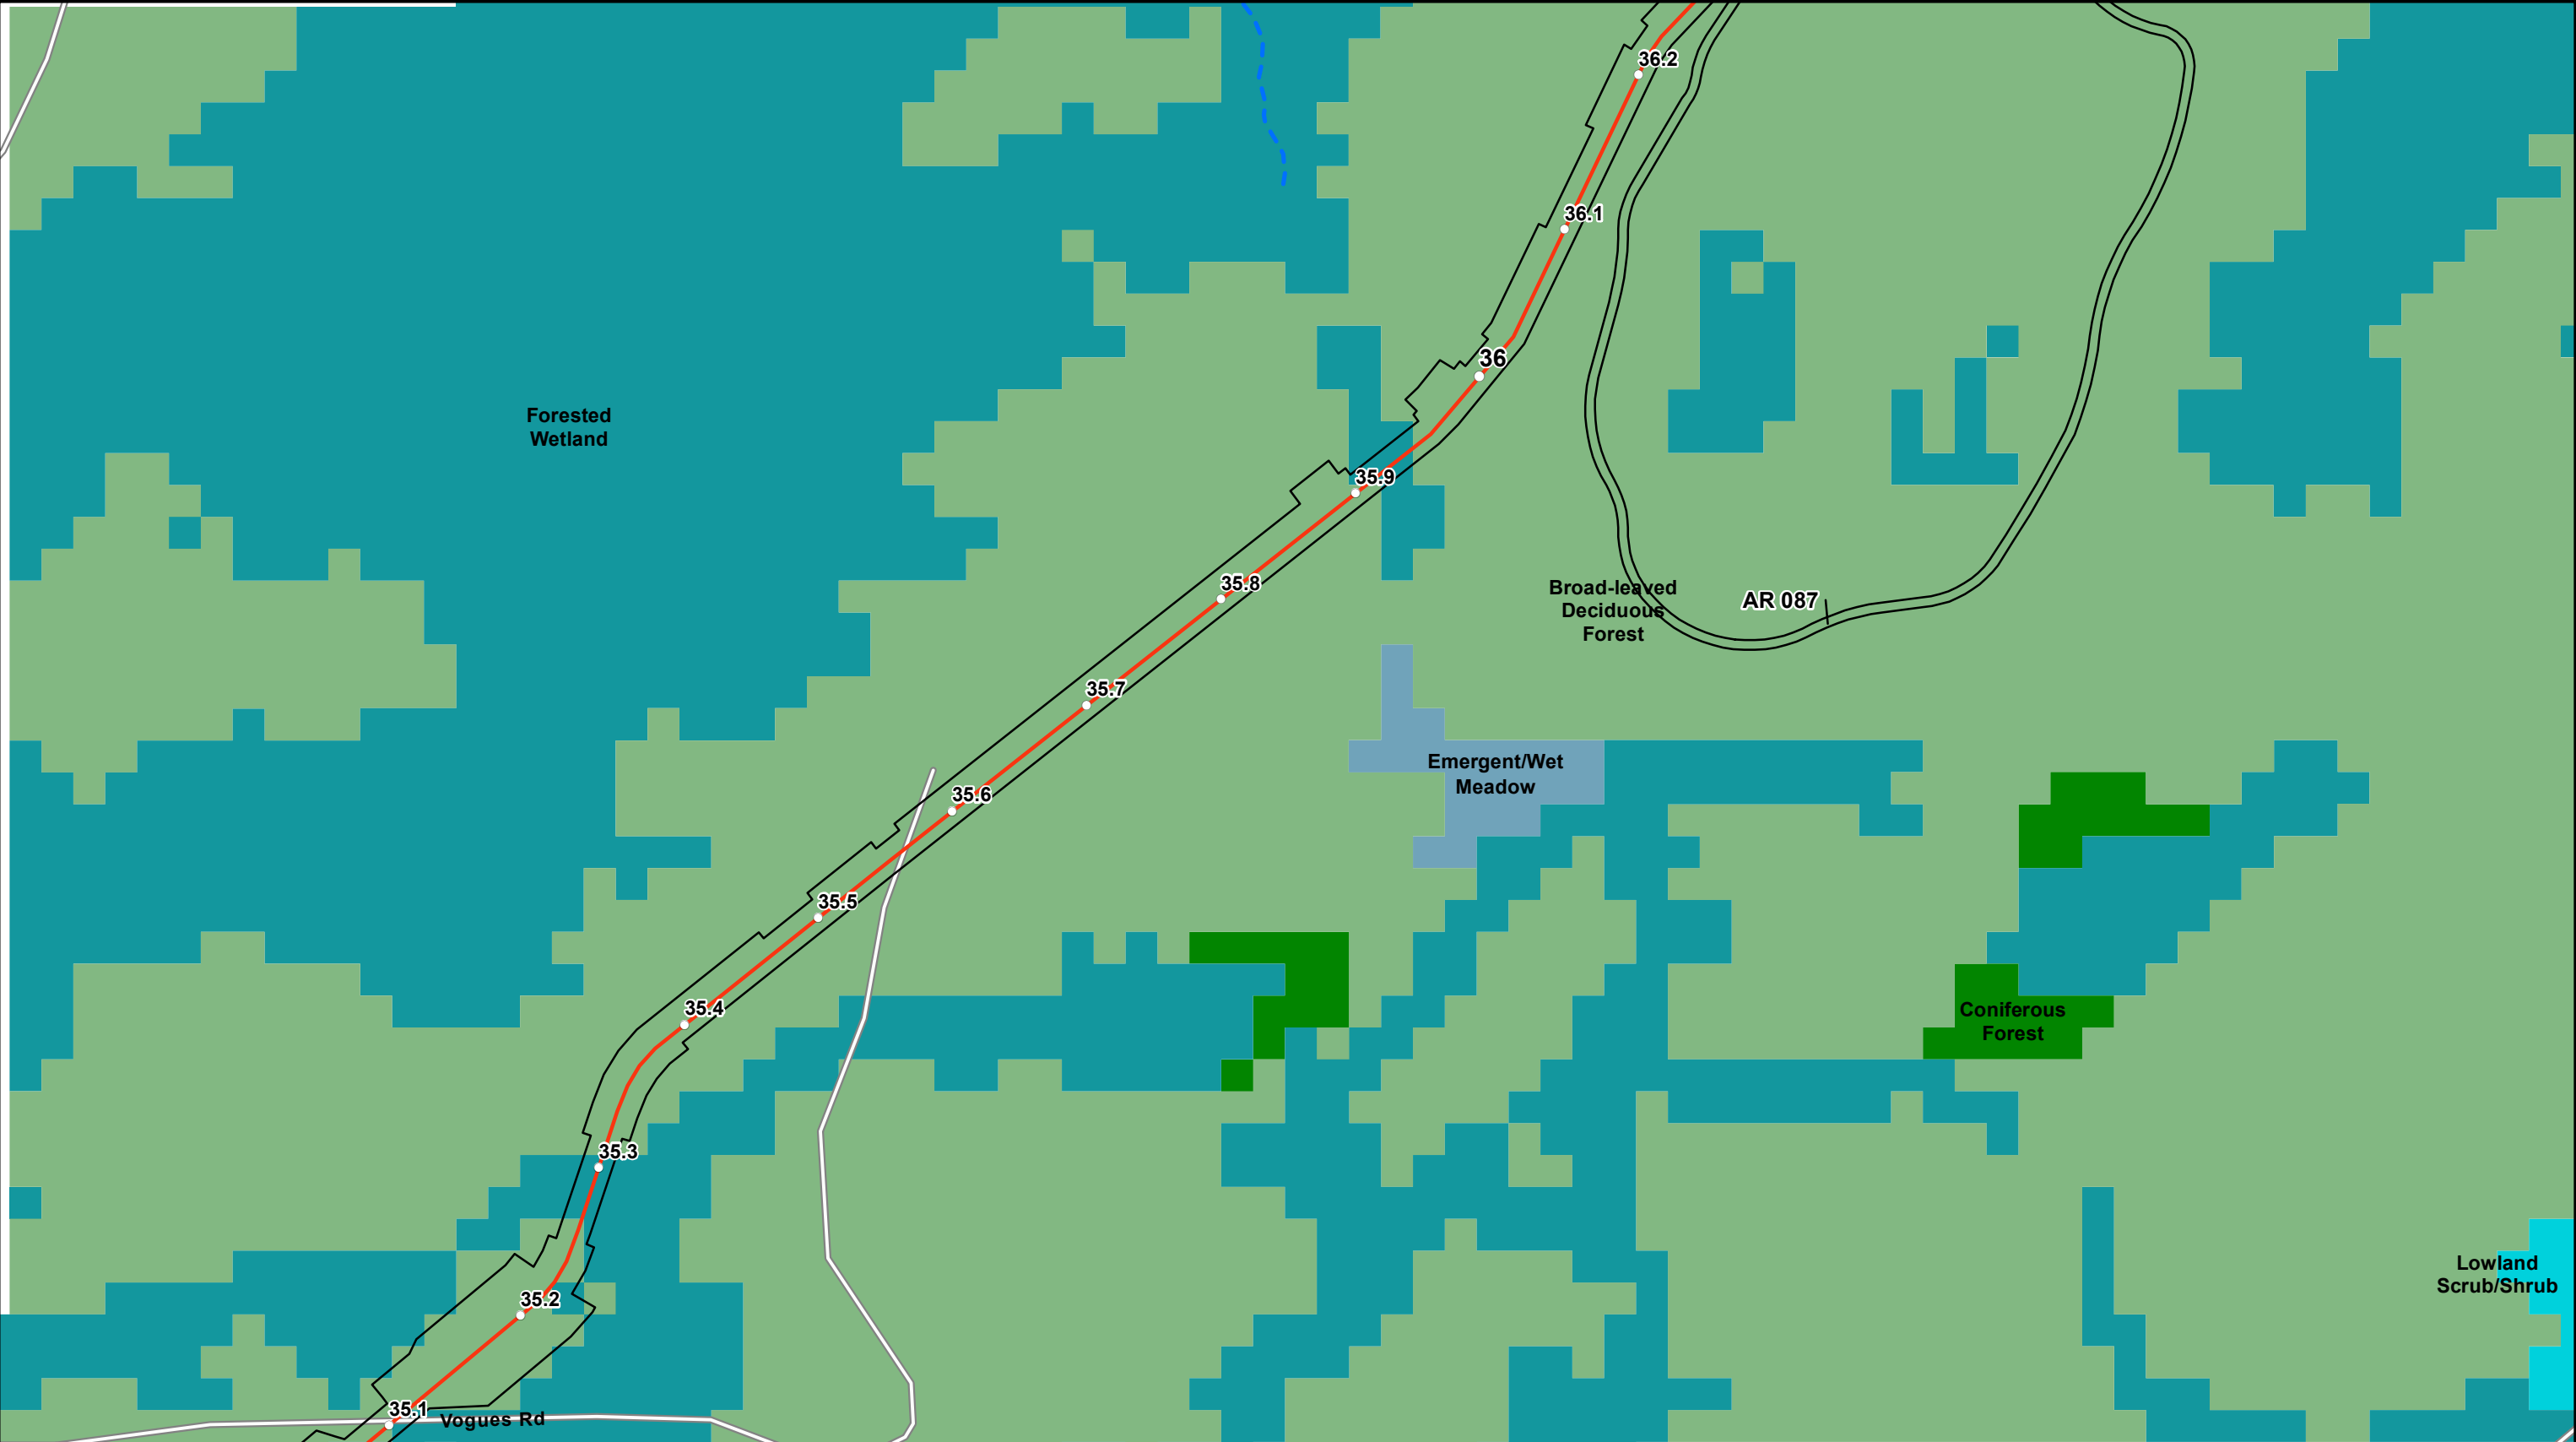 36.2
36.1
36
Forested
Wetland
35.9
35.8
Broad-leaved
Deciduous
Forest
AR 087
35.7
Emergent/Wet
Meadow
35.6
35.5
35.4
Coniferous
Forest
35.3
Lowland
Scrub/Shrub
35.2
35.1
Vogues Rd